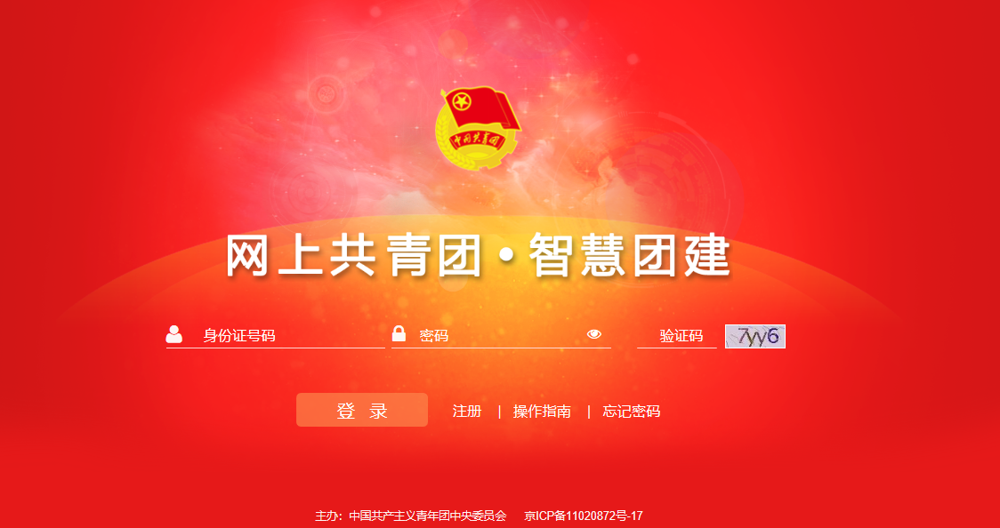 中国共青团
网上共青团·智慧团建
身份证号码 密码 验证码 7yy6
登 录 注册 | 操作指南 | 忘记密码
主办：中国共产主义青年团中央委员会 京ICP备11020872号-17